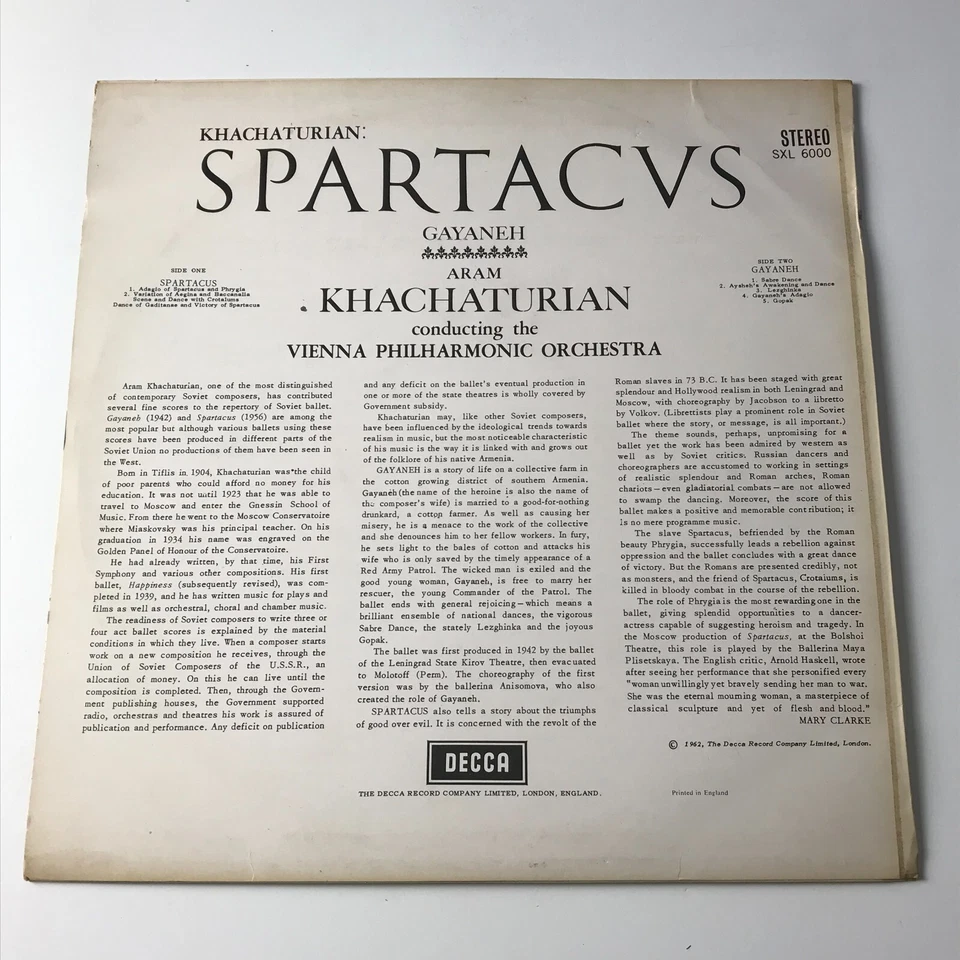 KHACHATURIAN:
SPARTACVS
STEREO
SXL 6000
GAYANEH
SIDE ONE
SPARTACUS
1. Adagio of Spartacus and Phrygia
2. Variation of Aegina and Baccanalia
Scene and Dance with Crotalums
Dance of Gaditanae and Victory of Spartacus
ARAM
KHACHATURIAN
conducting the
VIENNA PHILHARMONIC ORCHESTRA
SIDE TWO
GAYANEH
1. Sabre Dance
2. Aysheh's Awakening and Dance
3. Lezghinka
4. Gayaneh's Adagio
5. Gopak
Aram Khachaturian, one of the most distinguished
of contemporary Soviet composers, has contributed
several fine scores to the repertory of Soviet ballet.
Gayaneh (1942) and Spartacus (1956) are among the
most popular but although various ballets using these
scores have been produced in different parts of the
Soviet Union no productions of them have been seen in
the West.
Born in Tiflis in 1904, Khachaturian was the child
of poor parents who could afford no money for his
education. It was not until 1923 that he was able to
travel to Moscow and enter the Gnessin School of
Music. From there he went to the Moscow Conservatoire
where Miaskovsky was his principal teacher. On his
graduation in 1934 his name was engraved on the
Golden Panel of Honour of the Conservatoire.
He had already written, by that time, his First
Symphony and various other compositions. His first
ballet, Happiness (subsequently revised), was com-
pleted in 1939, and he has written music for plays and
films as well as orchestral, choral and chamber music.
The readiness of Soviet composers to write three or
four act ballet scores is explained by the material
conditions in which they live. When a composer starts
work on a new composition he receives, through the
Union of Soviet Composers of the U.S.S.R., an
allocation of money. On this he can live until the
composition is completed. Then, through the Govern-
ment publishing houses, the Government supported
radio, orchestras and theatres his work is assured of
publication and performance. Any deficit on publication
and any deficit on the ballet's eventual production in
one or more of the state theatres is wholly covered by
Government subsidy.
Khachaturian may, like other Soviet composers,
have been influenced by the ideological trends towards
realism in music, but the most noticeable characteristic
of his music is the way it is linked with and grows out
of the folklore of his native Armenia.
GAYANEH is a story of life on a collective farm in
the cotton growing district of southern Armenia.
Gayaneh (the name of the heroine is also the name of
the composer's wife) is married to a good-for-nothing
drunkard, a cotton farmer. As well as causing her
misery, he is a menace to the work of the collective
and she denounces him to her fellow workers. In fury,
he sets light to the bales of cotton and attacks his
wife who is only saved by the timely appearance of a
Red Army Patrol. The wicked man is exiled and the
good young woman, Gayaneh, is free to marry her
rescuer, the young Commander of the Patrol. The
ballet ends with general rejoicing—which means a
brilliant ensemble of national dances, the vigorous
Sabre Dance, the stately Lezghinka and the joyous
Gopak.
The ballet was first produced in 1942 by the ballet
of the Leningrad State Kirov Theatre, then evacuated
to Molotoff (Perm). The choreography of the first
version was by the ballerina Anisomova, who also
created the role of Gayaneh.
SPARTACUS also tells a story about the triumphs
of good over evil. It is concerned with the revolt of the
Roman slaves in 73 B.C. It has been staged with great
splendour and Hollywood realism in both Leningrad and
Moscow, with choreography by Jacobson to a libretto
by Volkov. (Librettists play a prominent role in Soviet
ballet where the story, or message, is all important.)
The theme sounds, perhaps, unpromising for a
ballet yet the work has been admired by western as
well as by Soviet critics. Russian dancers and
choreographers are accustomed to working in settings
of realistic splendour and Roman arches, Roman
chariots—even gladiatorial combats—are not allowed
to swamp the dancing. Moreover, the score of this
ballet makes a positive and memorable contribution; it
is no mere programme music.
The slave Spartacus, befriended by the Roman
beauty Phrygia, successfully leads a rebellion against
oppression and the ballet concludes with a great dance
of victory. But the Romans are presented credibly, not
as monsters, and the friend of Spartacus, Crotalums, is
killed in bloody combat in the course of the rebellion.
The role of Phrygia is the most rewarding one in the
ballet, giving splendid opportunities to a dancer-
actress capable of suggesting heroism and tragedy. In
the Moscow production of Spartacus, at the Bolshoi
Theatre, this role is played by the Ballerina Maya
Plisetskaya. The English critic, Arnold Haskell, wrote
after seeing her performance that she personified every
"woman unwillingly yet bravely sending her man to war.
She was the eternal mourning woman, a masterpiece of
classical sculpture and yet of flesh and blood."
MARY CLARKE
© 1962, The Decca Record Company Limited, London.
DECCA
THE DECCA RECORD COMPANY LIMITED, LONDON, ENGLAND.
Printed in England